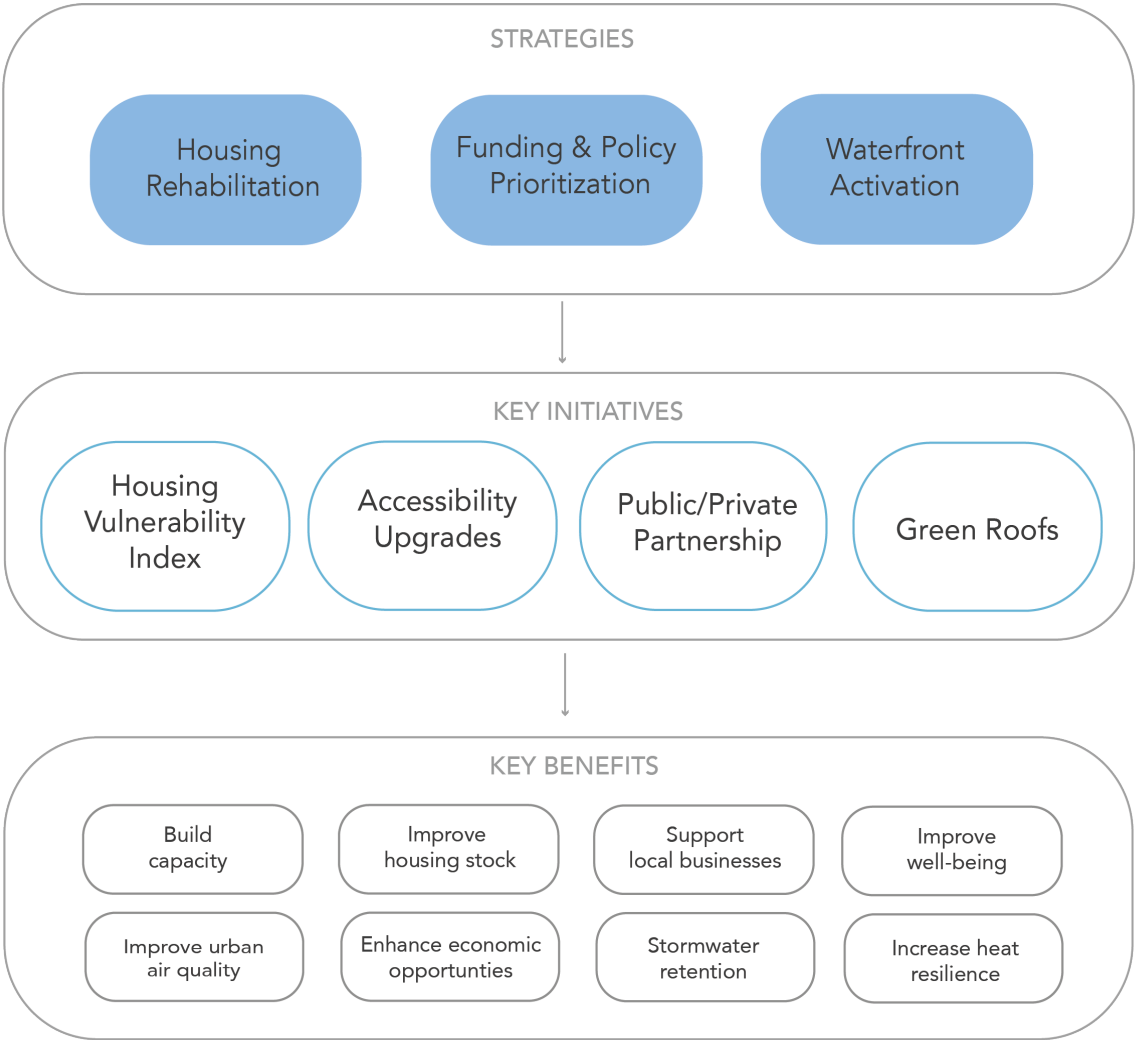 STRATEGIES
Housing
Rehabilitation
Funding & Policy
Prioritization
Waterfront
Activation
KEY INITIATIVES
Housing
Vulnerability
Index
Accessibility
Upgrades
Public/Private
Partnership
Green Roofs
KEY BENEFITS
Build
capacity
Improve
housing stock
Support
local businesses
Improve
well-being
Improve urban
air quality
Enhance economic
opportunties
Stormwater
retention
Increase heat
resilience